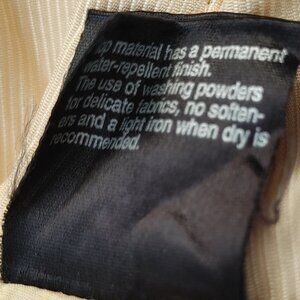 Top material has a permanent
water-repellent finish.
The use of washing powders
for delicate fabrics, no soften-
ers and a light iron when dry is
recommended.